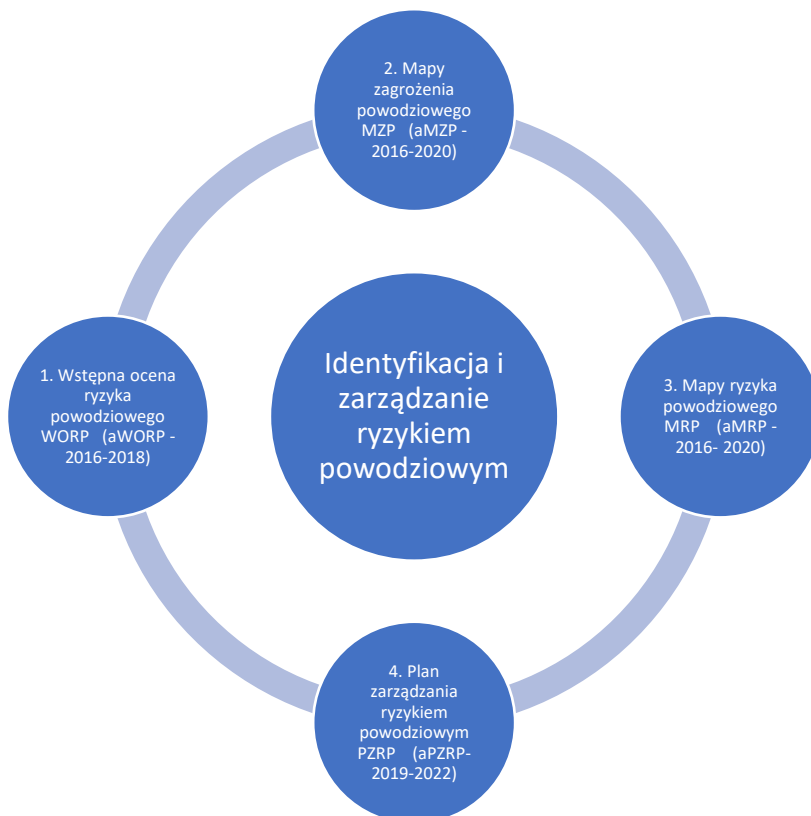 2. Mapy
zagrożenia
powodziowego
MZP (aMZP -
2016-2020)
1. Wstępna ocena
ryzyka
powodziowego
WORP (aWORP -
2016-2018)
Identyfikacja i
zarządzanie
ryzykiem
powodziowym
3. Mapy ryzyka
powodziowego
MRP (aMRP -
2016- 2020)
4. Plan
zarządzania
ryzykiem
powodziowym
PZRP (aPZRP-
2019-2022)